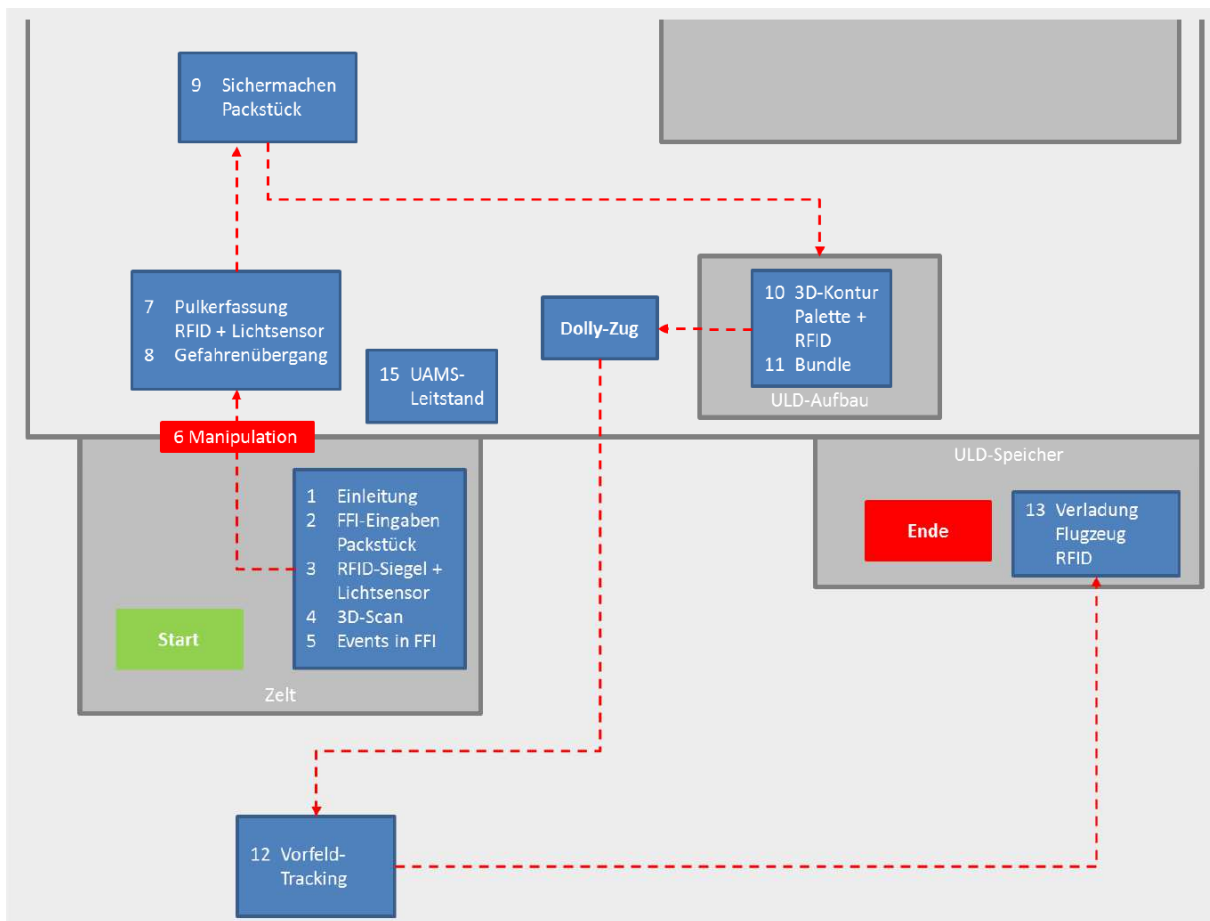 9 Sichermachen
Packstück
7 Pulkerfassung
RFID + Lichtsensor
8 Gefahrenübergang
15 UAMS-
Leitstand
Dolly-Zug
10 3D-Kontur
Palette +
RFID
11 Bundle
ULD-Aufbau
6 Manipulation
1 Einleitung
2 FFI-Eingaben
Packstück
3 RFID-Siegel +
Lichtsensor
4 3D-Scan
5 Events in FFI
Start
Zelt
ULD-Speicher
Ende
13 Verladung
Flugzeug
RFID
12 Vorfeld-
Tracking